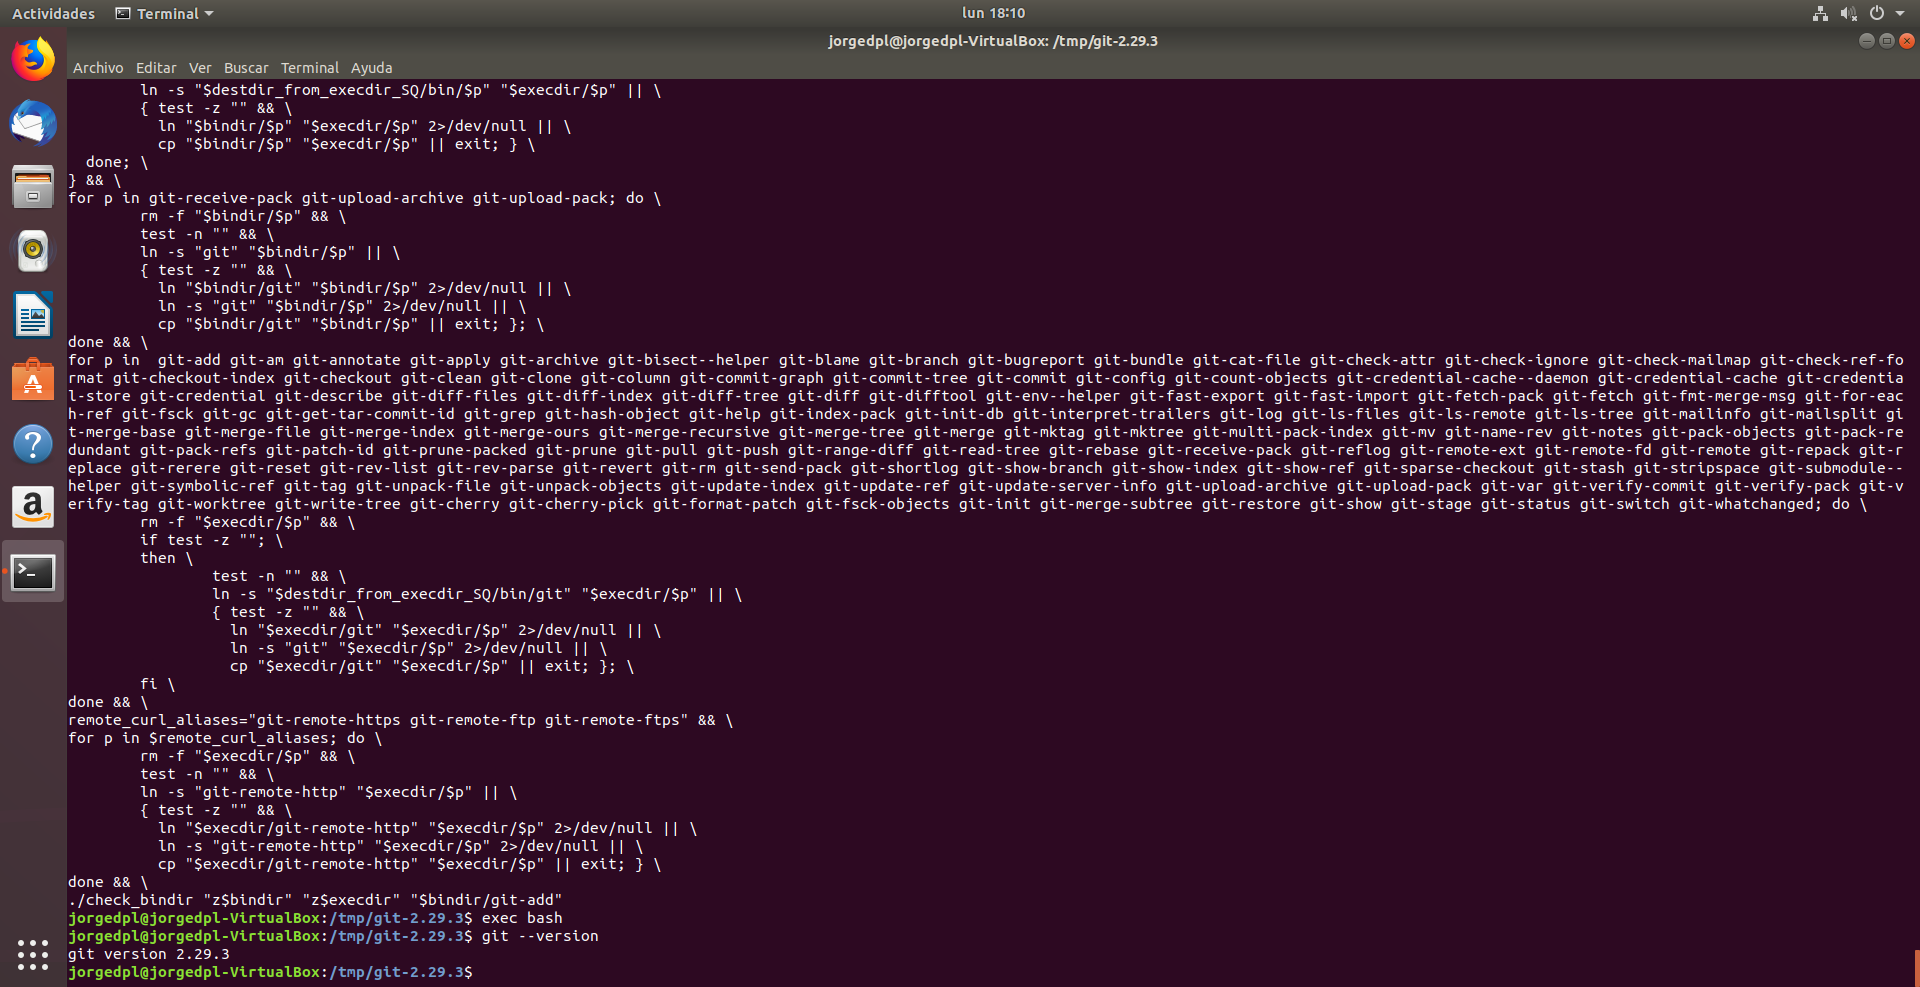 Actividades Terminal lun 18:10
jorgedpl@jorgedpl-VirtualBox: /tmp/git-2.29.3
Archivo Editar Ver Buscar Terminal Ayuda
        ln -s "$destdir_from_execdir_SQ/bin/$p" "$execdir/$p" || \
        { test -z "" && \
          ln "$bindir/$p" "$execdir/$p" 2>/dev/null || \
          cp "$bindir/$p" "$execdir/$p" || exit; } \
  done; \
} && \
for p in git-receive-pack git-upload-archive git-upload-pack; do \
        rm -f "$bindir/$p" && \
        test -n "" && \
        ln -s "git" "$bindir/$p" || \
        { test -z "" && \
          ln "$bindir/git" "$bindir/$p" 2>/dev/null || \
          ln -s "git" "$bindir/$p" 2>/dev/null || \
          cp "$bindir/git" "$bindir/$p" || exit; }; \
done && \
for p in  git-add git-am git-annotate git-apply git-archive git-bisect--helper git-blame git-branch git-bugreport git-bundle git-cat-file git-check-attr git-check-ignore git-check-mailmap git-check-ref-fo
rmat git-checkout-index git-checkout git-clean git-clone git-column git-commit-graph git-commit-tree git-commit git-config git-count-objects git-credential-cache--daemon git-credential-cache git-credentia
l-store git-credential git-describe git-diff-files git-diff-index git-diff-tree git-diff git-difftool git-env--helper git-fast-export git-fast-import git-fetch-pack git-fetch git-fmt-merge-msg git-for-eac
h-ref git-fsck git-gc git-get-tar-commit-id git-grep git-hash-object git-help git-index-pack git-init-db git-interpret-trailers git-log git-ls-files git-ls-remote git-ls-tree git-mailinfo git-mailsplit gi
t-merge-base git-merge-file git-merge-index git-merge-ours git-merge-recursive git-merge-tree git-merge git-mktag git-mktree git-multi-pack-index git-mv git-name-rev git-notes git-pack-objects git-pack-re
dundant git-pack-refs git-patch-id git-prune-packed git-prune git-pull git-push git-range-diff git-read-tree git-rebase git-receive-pack git-reflog git-remote-ext git-remote-fd git-remote git-repack git-r
eplace git-rerere git-reset git-rev-list git-rev-parse git-revert git-rm git-send-pack git-shortlog git-show-branch git-show-index git-show-ref git-sparse-checkout git-stash git-stripspace git-submodule--
helper git-symbolic-ref git-tag git-unpack-file git-unpack-objects git-update-index git-update-ref git-update-server-info git-upload-archive git-upload-pack git-var git-verify-commit git-verify-pack git-v
erify-tag git-worktree git-write-tree git-cherry git-cherry-pick git-format-patch git-fsck-objects git-init git-merge-subtree git-restore git-show git-stage git-status git-switch git-whatchanged; do \
        rm -f "$execdir/$p" && \
        if test -z ""; \
        then \
                test -n "" && \
                ln -s "$destdir_from_execdir_SQ/bin/git" "$execdir/$p" || \
                { test -z "" && \
                  ln "$execdir/git" "$execdir/$p" 2>/dev/null || \
                  ln -s "git" "$execdir/$p" 2>/dev/null || \
                  cp "$execdir/git" "$execdir/$p" || exit; }; \
        fi \
done && \
remote_curl_aliases="git-remote-https git-remote-ftp git-remote-ftps" && \
for p in $remote_curl_aliases; do \
        rm -f "$execdir/$p" && \
        test -n "" && \
        ln -s "git-remote-http" "$execdir/$p" || \
        { test -z "" && \
          ln "$execdir/git-remote-http" "$execdir/$p" 2>/dev/null || \
          ln -s "git-remote-http" "$execdir/$p" 2>/dev/null || \
          cp "$execdir/git-remote-http" "$execdir/$p" || exit; } \
done && \
./check_bindir "z$bindir" "z$execdir" "$bindir/git-add"
jorgedpl@jorgedpl-VirtualBox:/tmp/git-2.29.3$ exec bash
jorgedpl@jorgedpl-VirtualBox:/tmp/git-2.29.3$ git --version
git version 2.29.3
jorgedpl@jorgedpl-VirtualBox:/tmp/git-2.29.3$